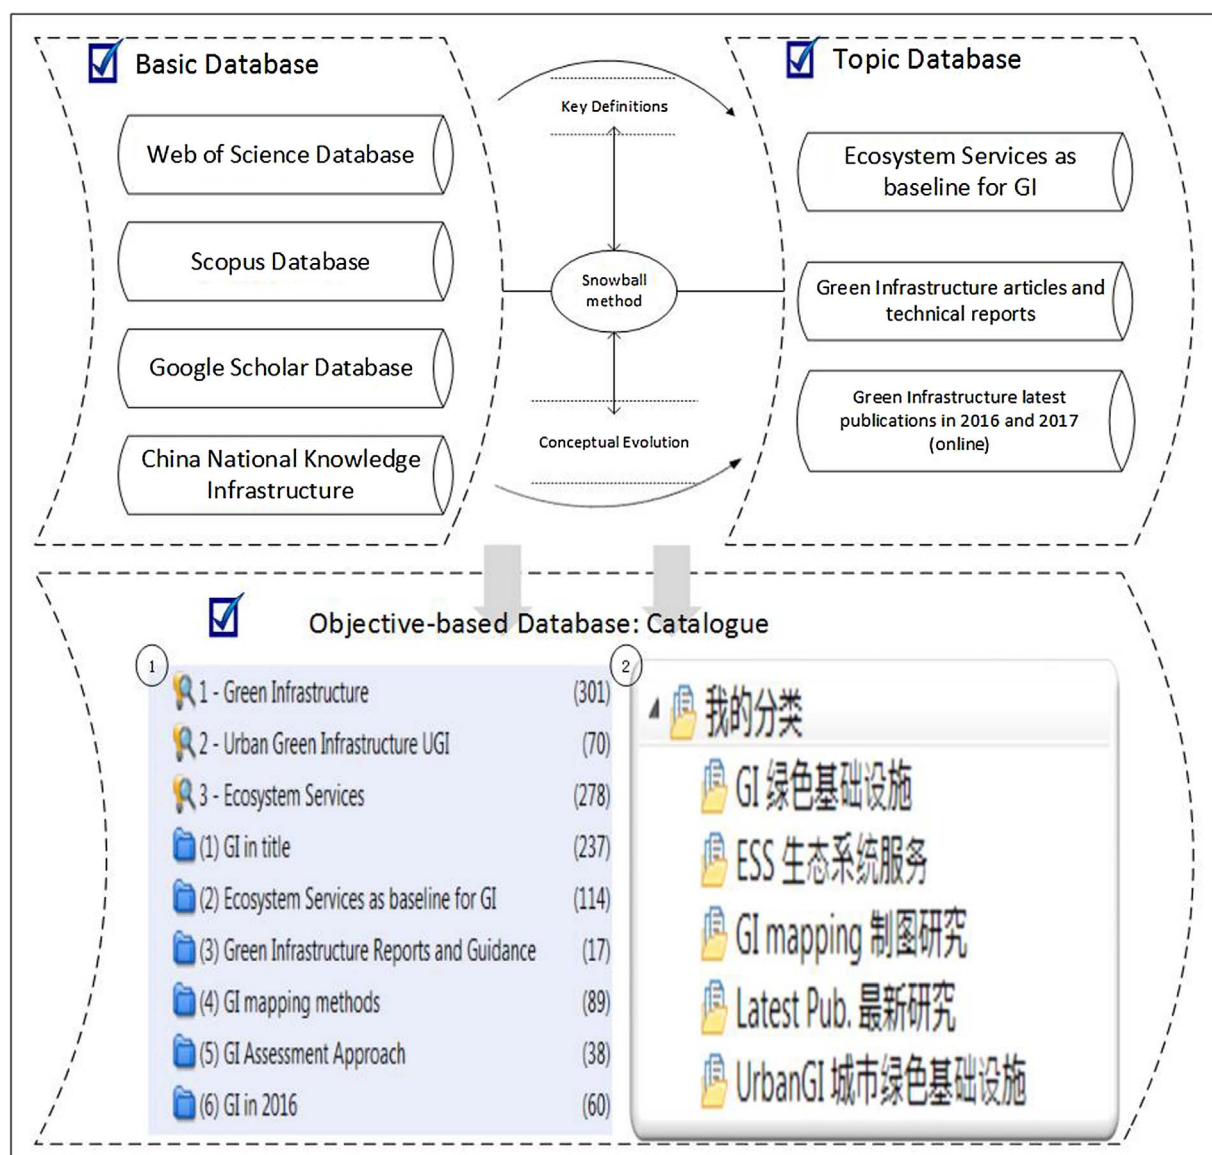 Basic Database
Web of Science Database
Scopus Database
Google Scholar Database
China National Knowledge
Infrastructure
Key Definitions
Snowball
method
Conceptual Evolution
Topic Database
Ecosystem Services as
baseline for GI
Green Infrastructure articles and
technical reports
Green Infrastructure latest
publications in 2016 and 2017
(online)
Objective-based Database: Catalogue
1
1 - Green Infrastructure (301)
2 - Urban Green Infrastructure UGI (70)
3 - Ecosystem Services (278)
(1) GI in title (237)
(2) Ecosystem Services as baseline for GI (114)
(3) Green Infrastructure Reports and Guidance (17)
(4) GI mapping methods (89)
(5) GI Assessment Approach (38)
(6) GI in 2016 (60)
2
我的分类
GI 绿色基础设施
ESS 生态系统服务
GI mapping 制图研究
Latest Pub. 最新研究
UrbanGI 城市绿色基础设施